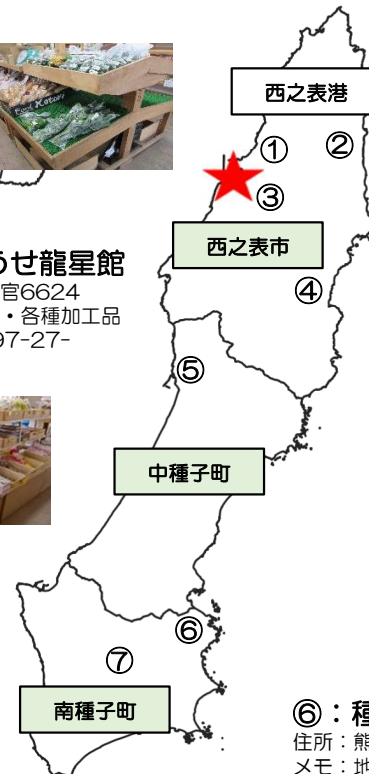 西之表港
①
②
③
西之表市
うせ龍星館
官6624
・各種加工品
97-27-
④
⑤
中種子町
⑥
⑦
南種子町
⑥：種
住所：熊
メモ：地